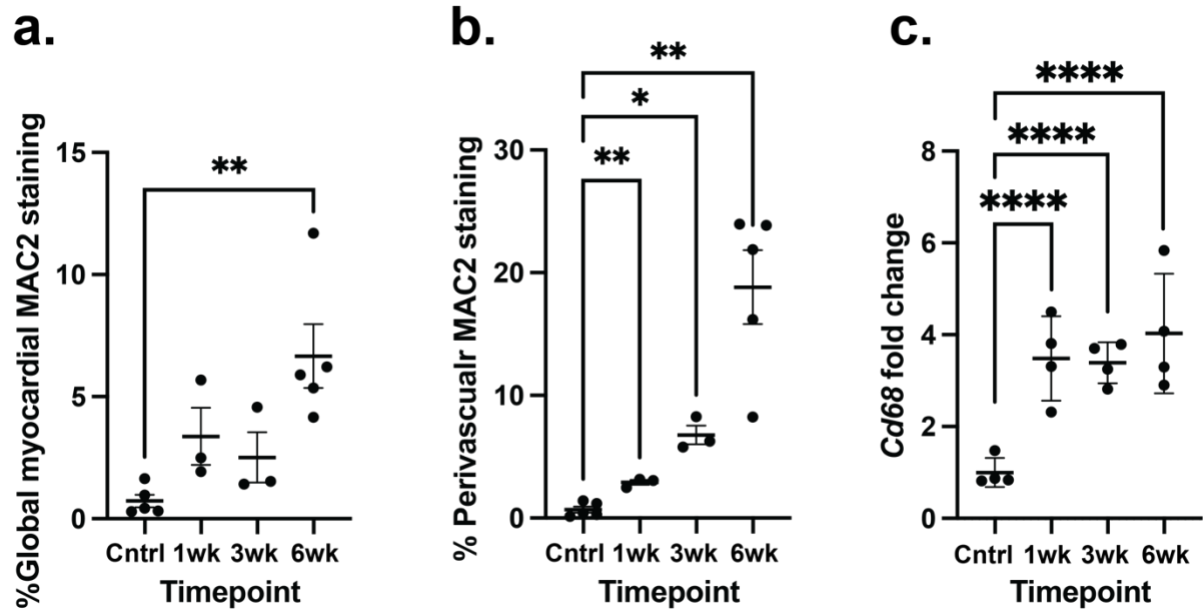 a.
%Global myocardial MAC2 staining
15
10
5
0
**
Cntrl 1wk 3wk 6wk
Timepoint
b.
% Perivascualr MAC2 staining
30
20
10
0
**
*
**
Cntrl 1wk 3wk 6wk
Timepoint
c.
Cd68 fold change
8
6
4
2
0
****
****
****
Cntrl 1wk 3wk 6wk
Timepoint